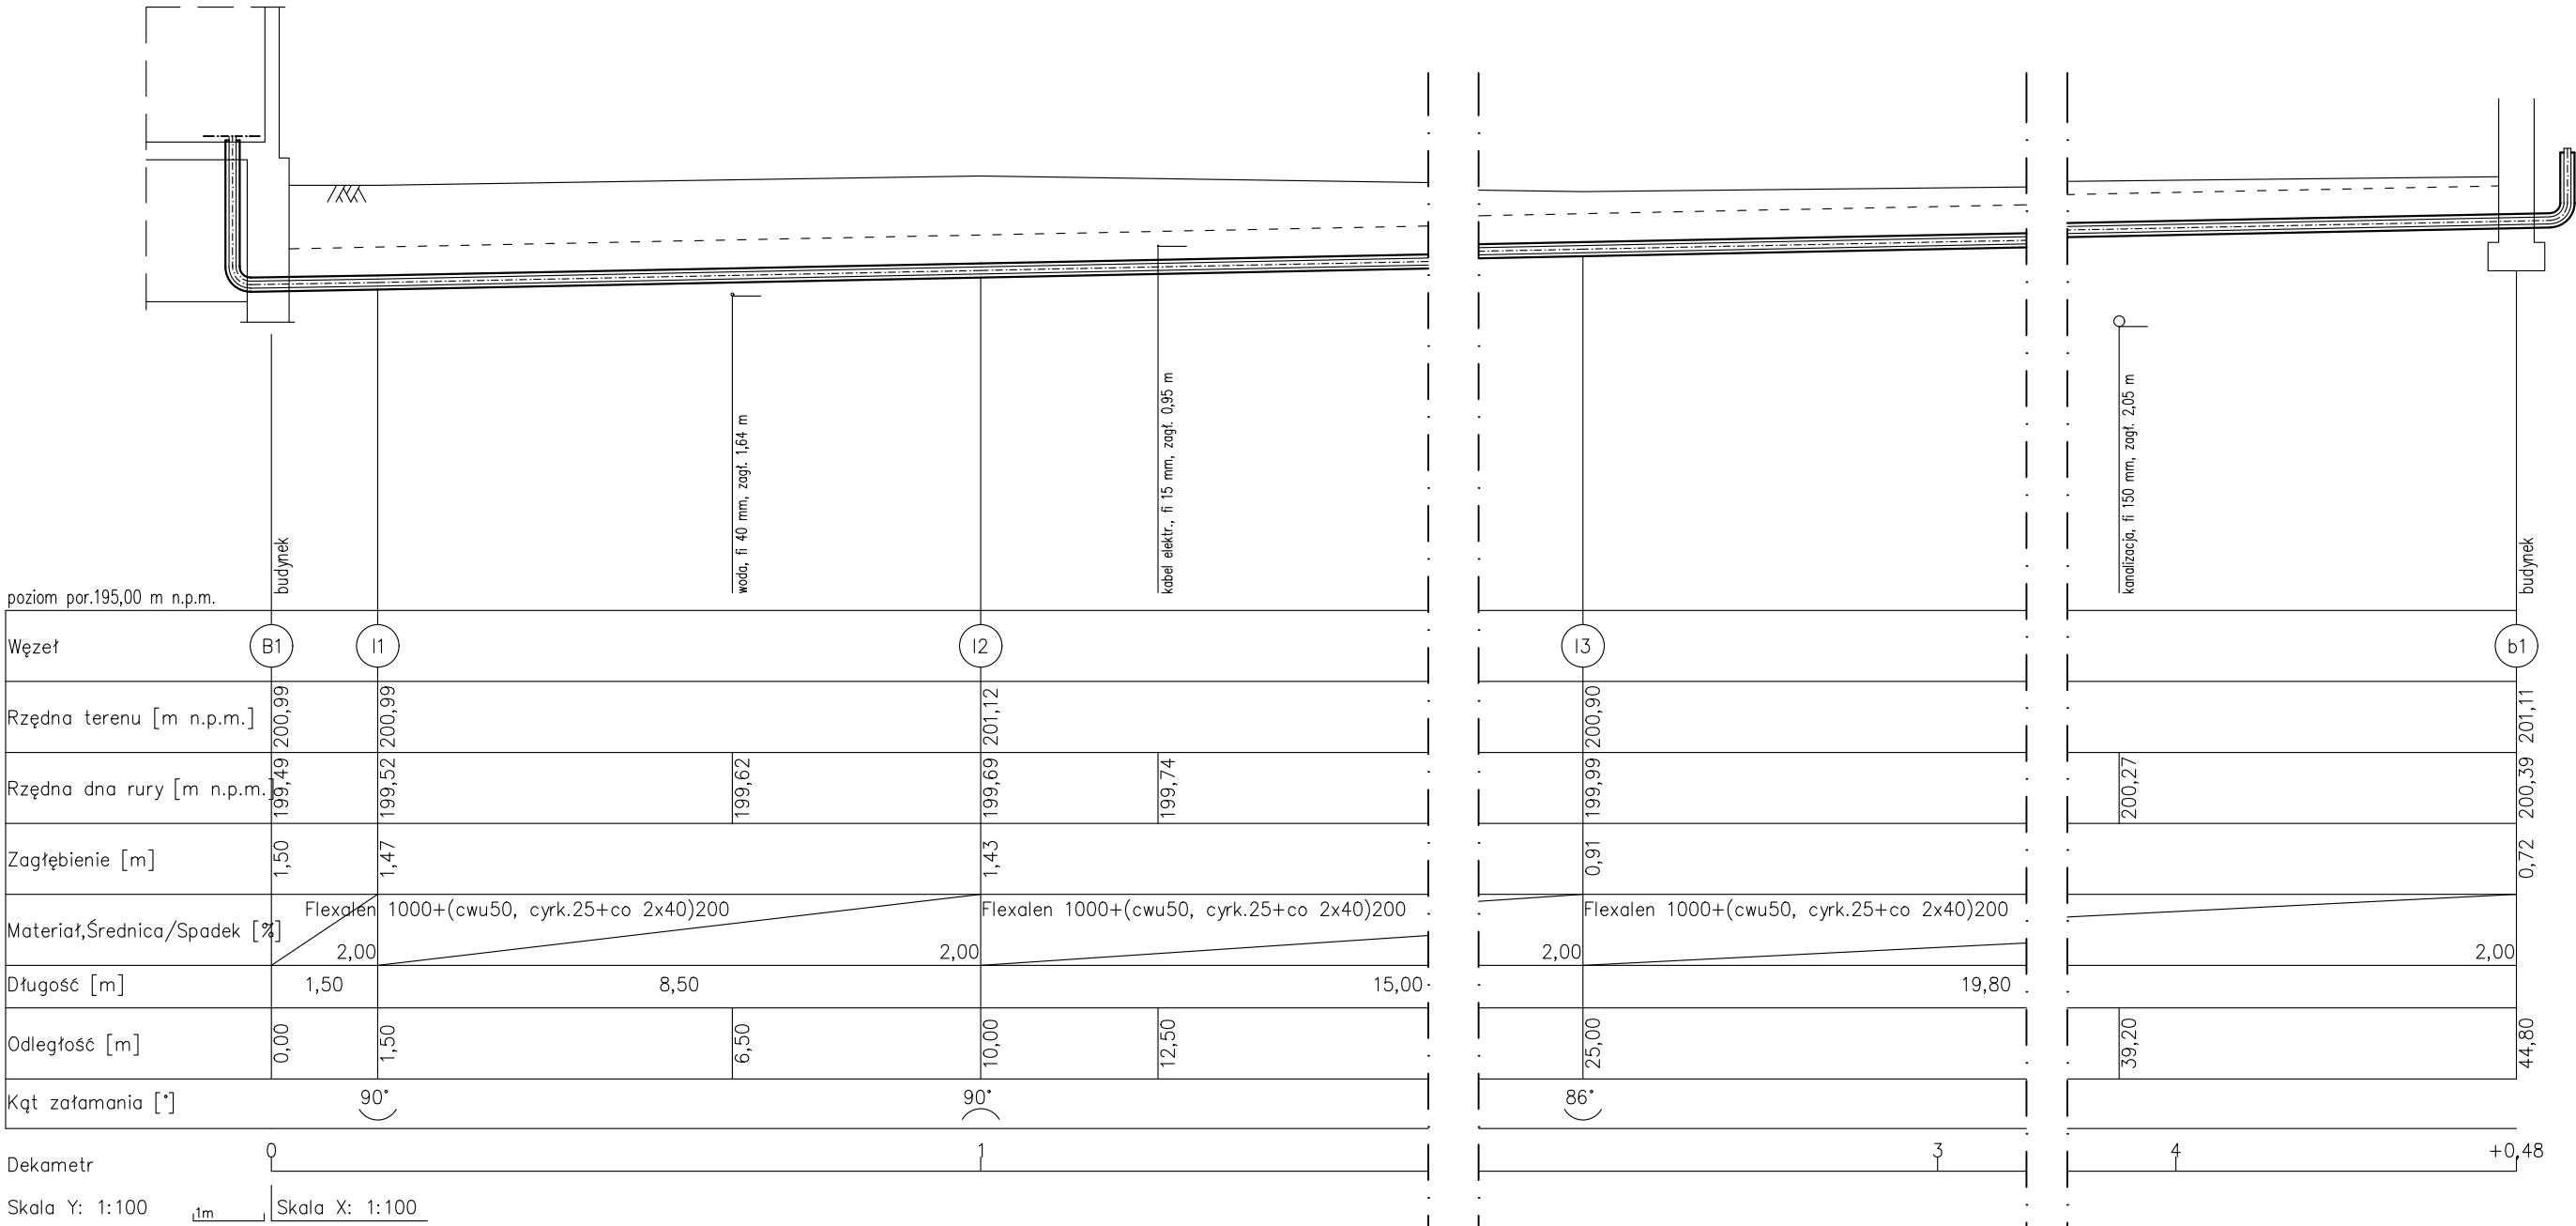 woda, fi 40 mm, zagł. 1,64 m
kabel elektr., fi 15 mm, zagł. 0,95 m
kanalizacja, fi 150 mm, zagł. 2,05 m
budynek
budynek
poziom por.195,00 m n.p.m.
Węzeł B1 I1 I2 I3 b1
Rzędna terenu [m n.p.m.] 200,99 200,99 201,12 200,90 201,11
Rzędna dna rury [m n.p.m.] 199,49 199,52 199,62 199,69 199,74 199,99 200,27 200,39
Zagłębienie [m] 1,50 1,47 1,43 0,91 0,72
Flexalen 1000+(cwu50, cyrk.25+co 2x40)200 Flexalen 1000+(cwu50, cyrk.25+co 2x40)200 Flexalen 1000+(cwu50, cyrk.25+co 2x40)200
Materiał,Średnica/Spadek [%] 2,00 2,00 2,00 2,00
Długość [m] 1,50 8,50 15,00 19,80
Odległość [m] 0,00 1,50 6,50 10,00 12,50 25,00 39,20 44,80
Kąt załamania [°] 90° 90° 86°
Dekametr 0 1 3 4 +0,48
Skala Y: 1:100 1m Skala X: 1:100